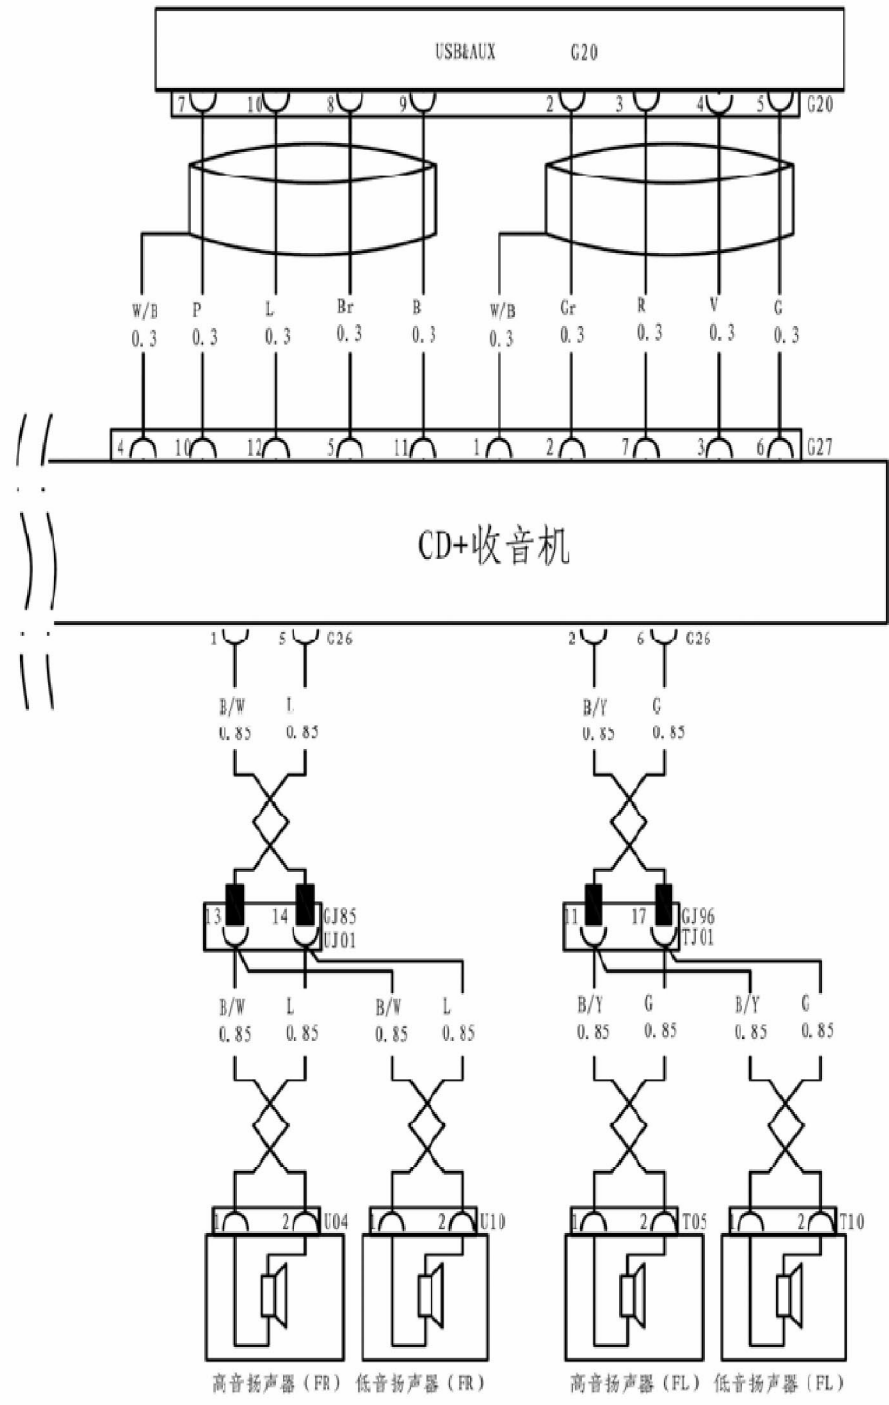 USB&AUX G20
7 10 8 9 2 3 4 5 G20
W/B P L Br B W/B Gr R V G
0.3 0.3 0.3 0.3 0.3 0.3 0.3 0.3 0.3 0.3
4 10 12 5 11 1 2 7 3 6 G27
CD+收音机
1 5 G26 2 6 G26
B/W L B/Y G
0.85 0.85 0.85 0.85
13 14 GJ85 11 17 GJ96
UJ01 TJ01
B/W L B/W L B/Y G B/Y G
0.85 0.85 0.85 0.85 0.85 0.85 0.85 0.85
1 2 U04 1 2 U10 1 2 T05 1 2 T10
高音扬声器(FR) 低音扬声器(FR) 高音扬声器(FL) 低音扬声器(FL)